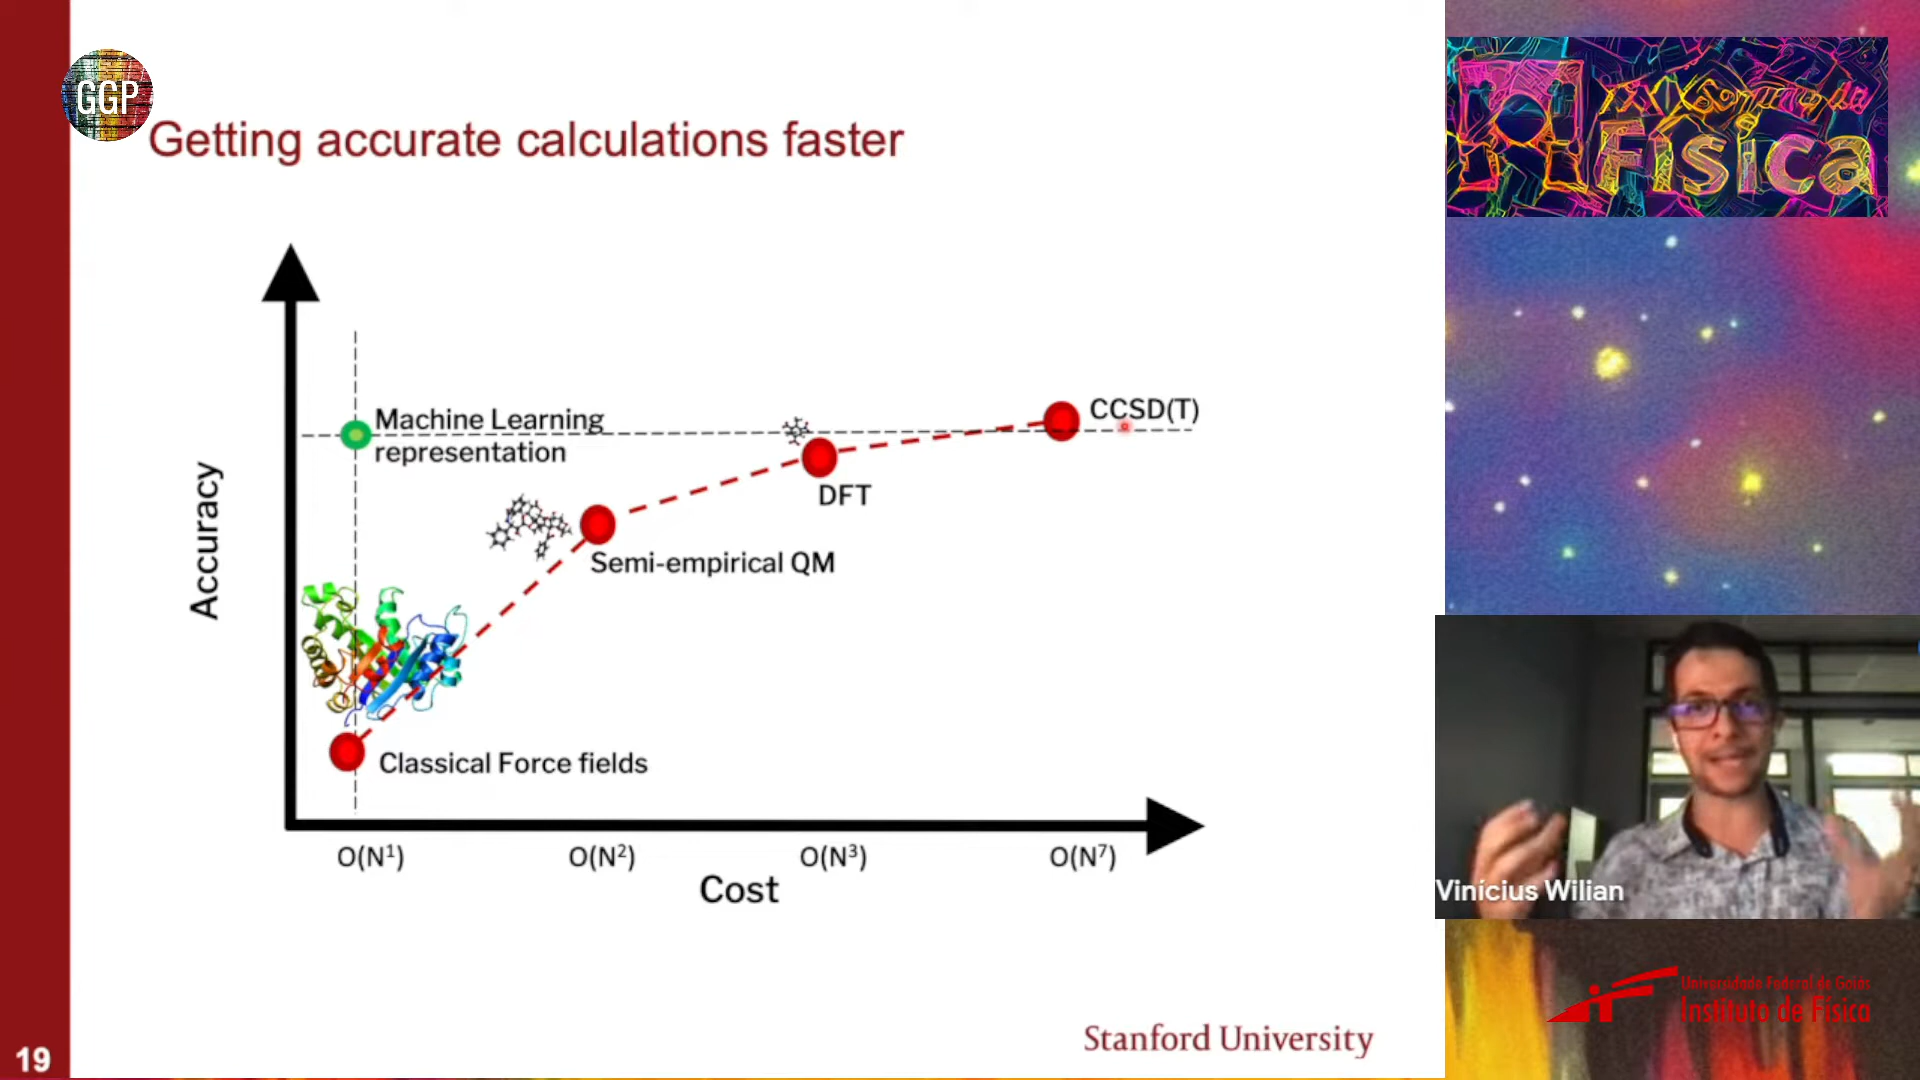 GGP
Getting accurate calculations faster
Accuracy
Machine Learning
representation
CCSD(T)
DFT
Semi-empirical QM
Classical Force fields
O(N¹)
O(N²)
O(N³)
O(N⁷)
Cost
Stanford University
19
Física
Vinícius Wilian
Universidade Federal de Goiás
Instituto de Física